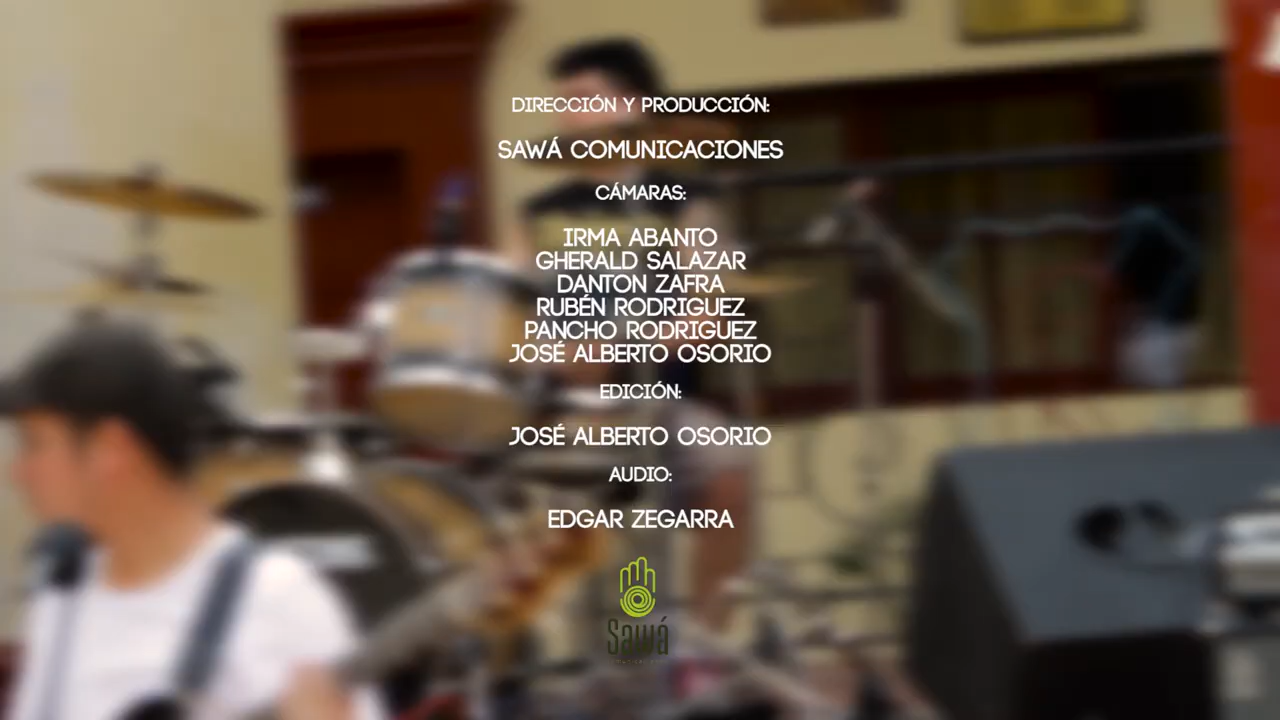 DIRECCIÓN Y PRODUCCIÓN:
SAWÁ COMUNICACIONES
CÁMARAS:
IRMA ABANTO
GHERALD SALAZAR
DANTON ZAFRA
RUBÉN RODRIGUEZ
PANCHO RODRIGUEZ
JOSÉ ALBERTO OSORIO
EDICIÓN:
JOSÉ ALBERTO OSORIO
AUDIO:
EDGAR ZEGARRA
Sawá